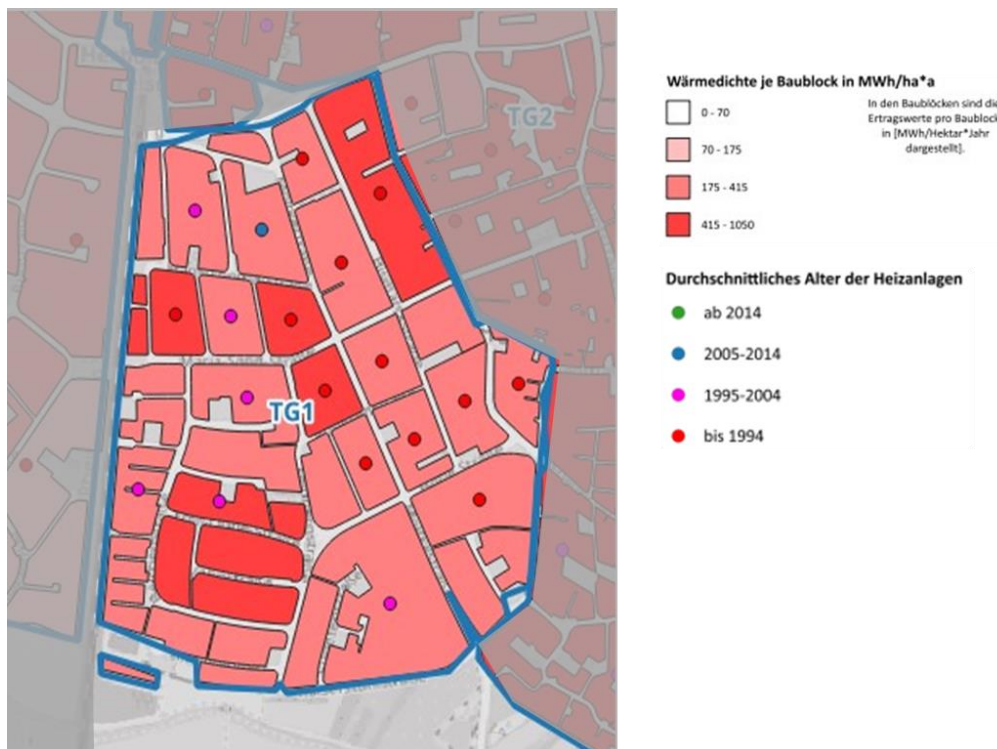 TG2
TG1
Wärmedichte je Baublock in MWh/ha*a
0 - 70
70 - 175
175 - 415
415 - 1050
In den Baublöcken sind die
Ertragswerte pro Baublock
in [MWh/Hektar*Jahr
dargestellt].
Durchschnittliches Alter der Heizanlagen
ab 2014
2005-2014
1995-2004
bis 1994